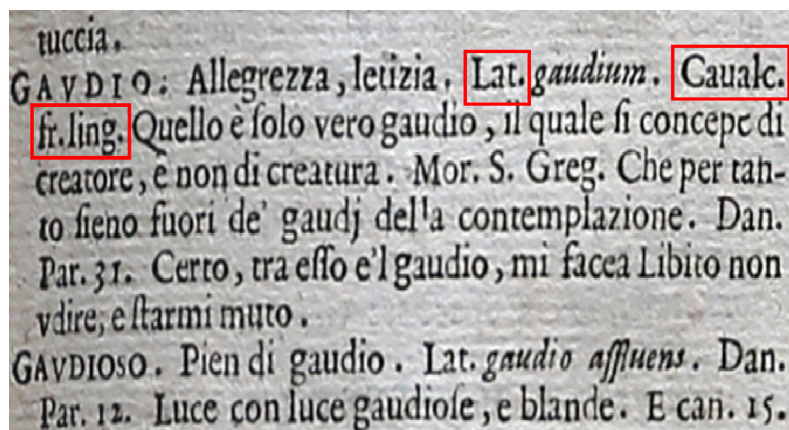 tuccia.
GAVDIO. Allegrezza, letizia. Lat. gaudium. Caualc.
fr. ling. Quello è ſolo vero gaudio, il quale ſi concepe di
creatore, e non di creatura. Mor. S. Greg. Che per tan-
to ſieno fuori de' gaudj della contemplazione. Dan.
Par. 31. Certo, tra eſſo e'l gaudio, mi facea Libito non
vdire, e ſtarmi muto.
GAVDIOSO. Pien di gaudio. Lat. gaudio affluens. Dan.
Par. 12. Luce con luce gaudioſe, e blande. E can. 15.